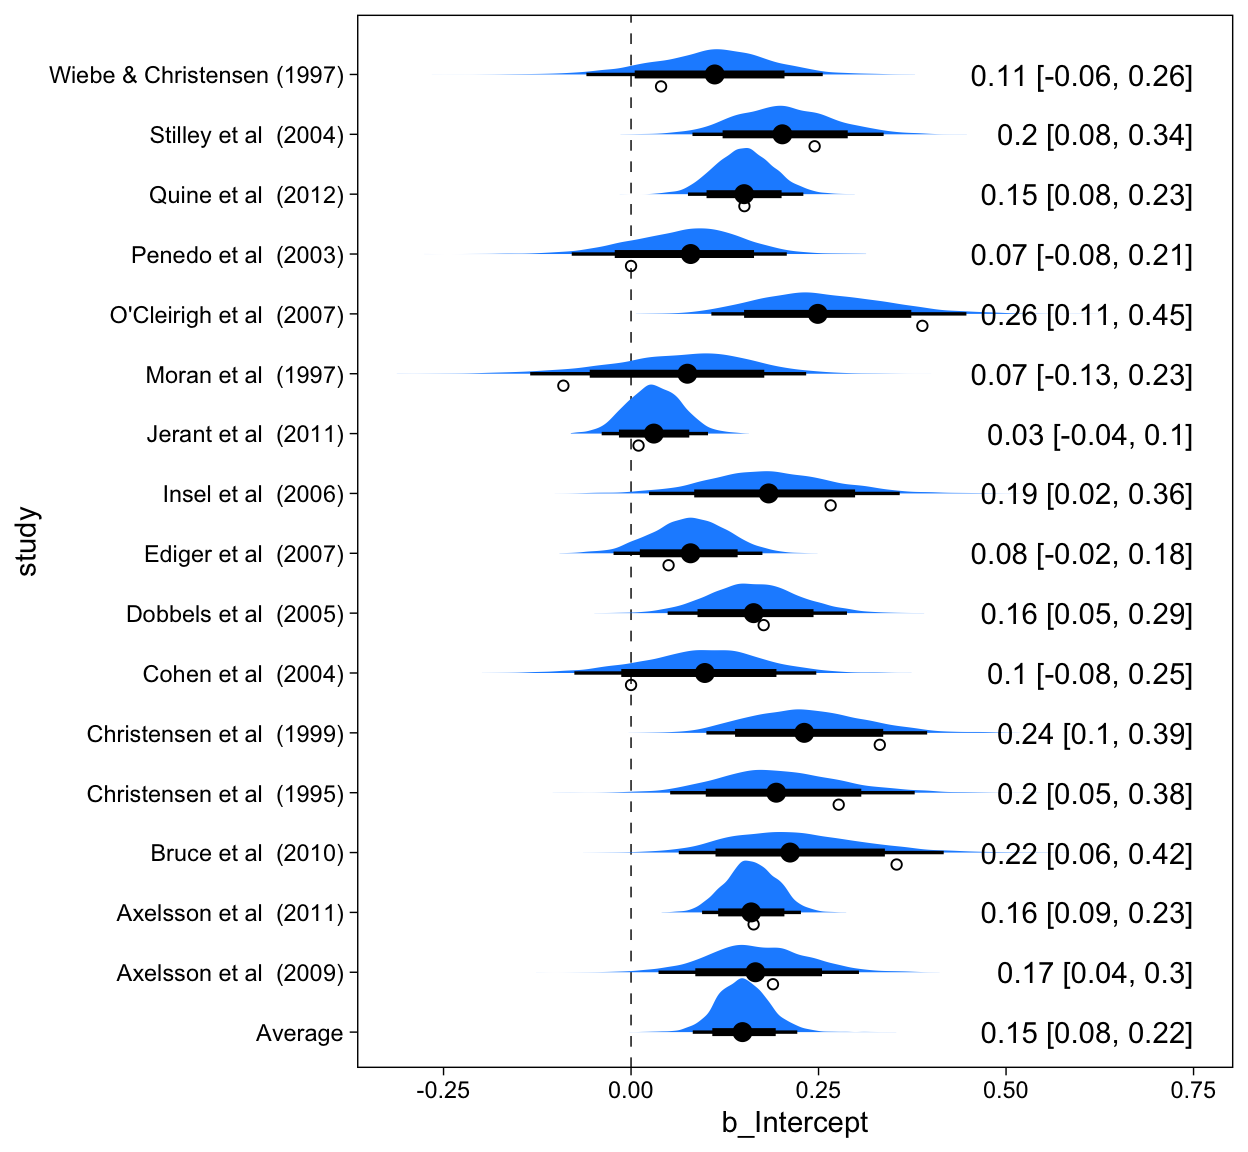 Wiebe & Christensen (1997) 0.11 [-0.06, 0.26]
Stilley et al (2004) 0.2 [0.08, 0.34]
Quine et al (2012) 0.15 [0.08, 0.23]
Penedo et al (2003) 0.07 [-0.08, 0.21]
O'Cleirigh et al (2007) 0.26 [0.11, 0.45]
Moran et al (1997) 0.07 [-0.13, 0.23]
Jerant et al (2011) 0.03 [-0.04, 0.1]
Insel et al (2006) 0.19 [0.02, 0.36]
Ediger et al (2007) 0.08 [-0.02, 0.18]
Dobbels et al (2005) 0.16 [0.05, 0.29]
Cohen et al (2004) 0.1 [-0.08, 0.25]
Christensen et al (1999) 0.24 [0.1, 0.39]
Christensen et al (1995) 0.2 [0.05, 0.38]
Bruce et al (2010) 0.22 [0.06, 0.42]
Axelsson et al (2011) 0.16 [0.09, 0.23]
Axelsson et al (2009) 0.17 [0.04, 0.3]
Average 0.15 [0.08, 0.22]
study
-0.25 0.00 0.25 0.50 0.75
b_Intercept